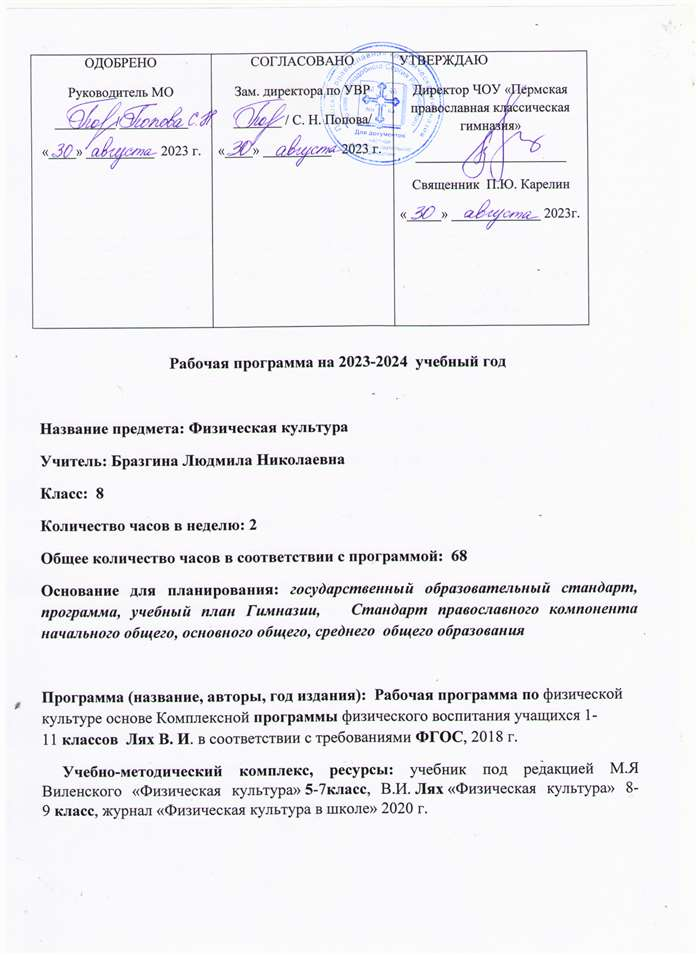 ОДОБРЕНО
Руководитель МО
Попова С. Н
«30» августа 2023 г.
СОГЛАСОВАНО
Зам. директора по УВР
/ С. Н. Попова/
«30» августа 2023 г.
Для документов
УТВЕРЖДАЮ
Директор ЧОУ «Пермская
православная классическая
гимназия»
Священник П.Ю. Карелин
«30» августа 2023г.
Рабочая программа на 2023-2024 учебный год
Название предмета: Физическая культура
Учитель: Бразгина Людмила Николаевна
Класс: 8
Количество часов в неделю: 2
Общее количество часов в соответствии с программой: 68
Основание для планирования: государственный образовательный стандарт,
программа, учебный план Гимназии, Стандарт православного компонента
начального общего, основного общего, среднего общего образования
Программа (название, авторы, год издания): Рабочая программа по физической
культуре основе Комплексной программы физического воспитания учащихся 1-
11 классов Лях В. И. в соответствии с требованиями ФГОС, 2018 г.
Учебно-методический комплекс, ресурсы: учебник под редакцией М.Я
Виленского «Физическая культура» 5-7класс, В.И. Лях «Физическая культура» 8-
9 класс, журнал «Физическая культура в школе» 2020 г.